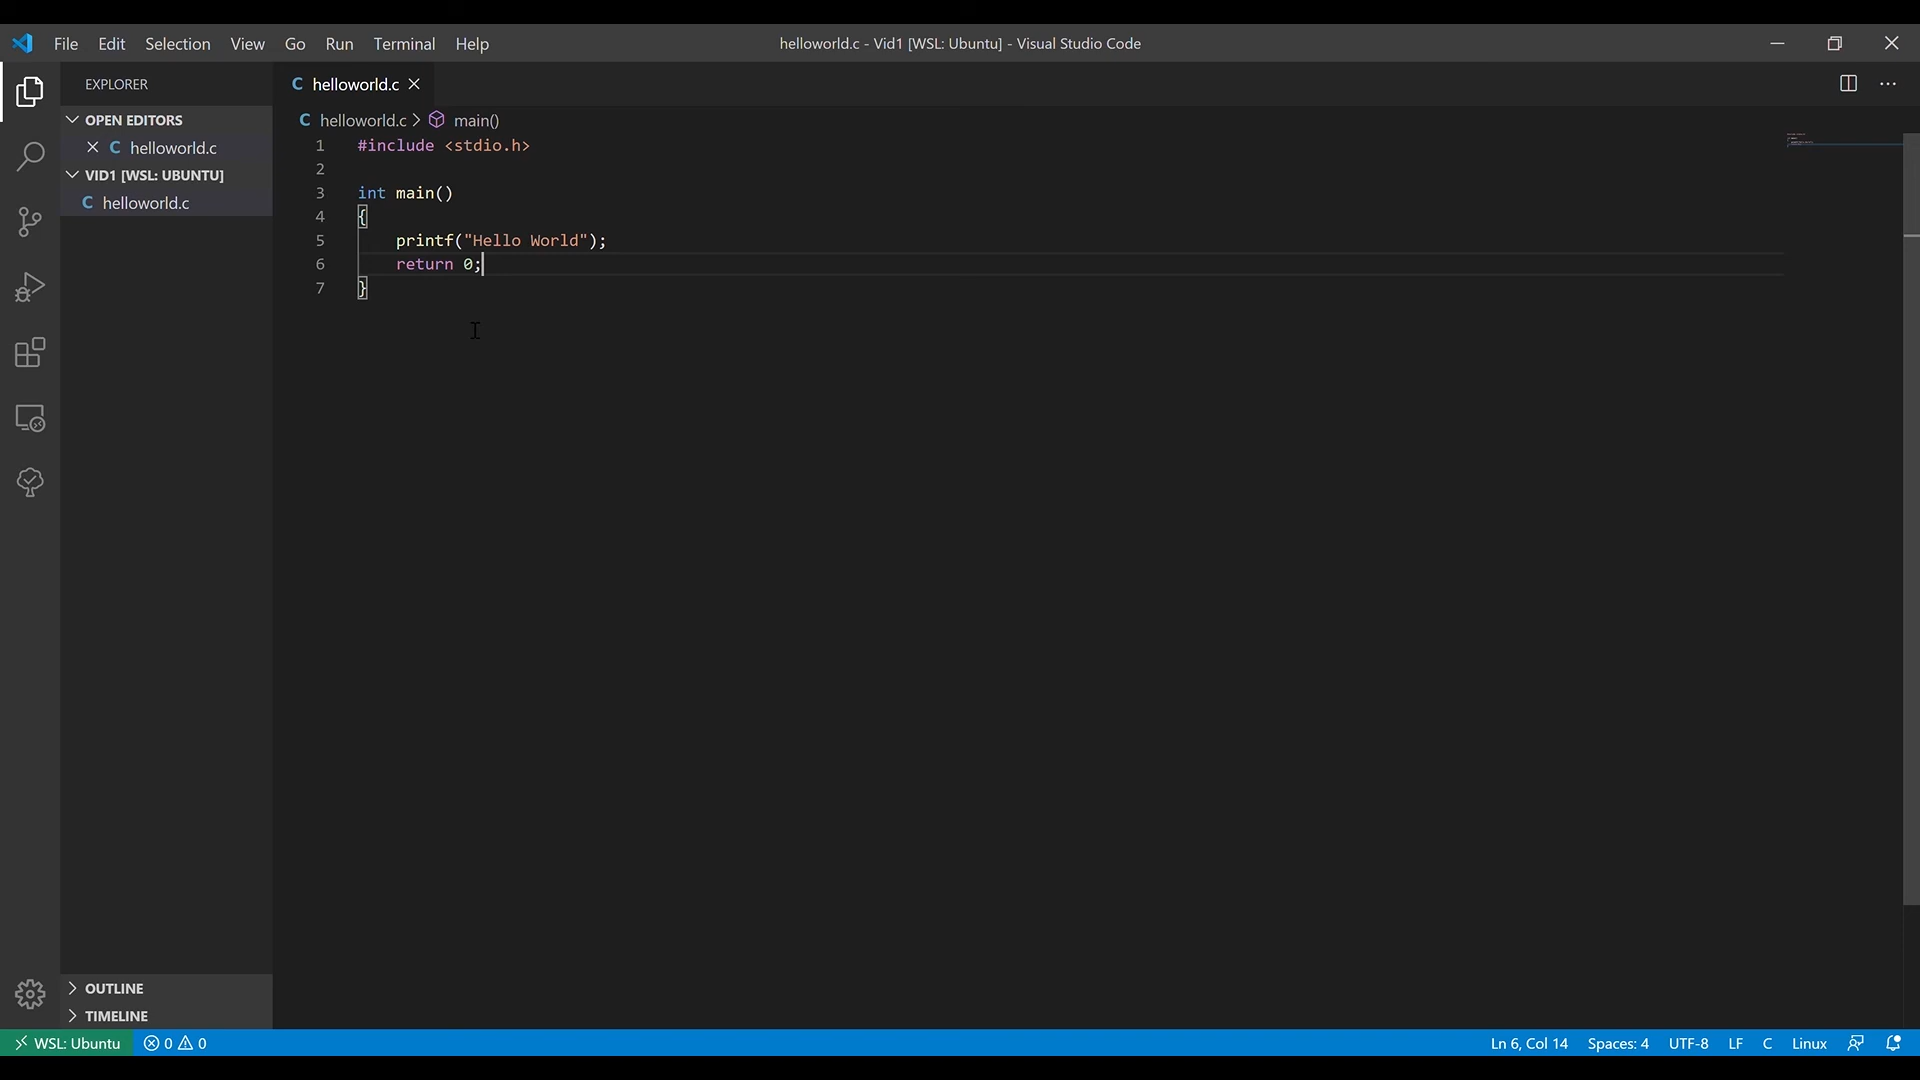 File Edit Selection View Go Run Terminal Help
helloworld.c - Vid1 [WSL: Ubuntu] - Visual Studio Code
EXPLORER
OPEN EDITORS
helloworld.c
VID1 [WSL: UBUNTU]
helloworld.c
OUTLINE
TIMELINE
C helloworld.c
C helloworld.c > main()
1 #include <stdio.h>
2
3 int main()
4 {
5     printf("Hello World");
6     return 0;
7 }
WSL: Ubuntu 0 0
Ln 6, Col 14 Spaces: 4 UTF-8 LF C Linux